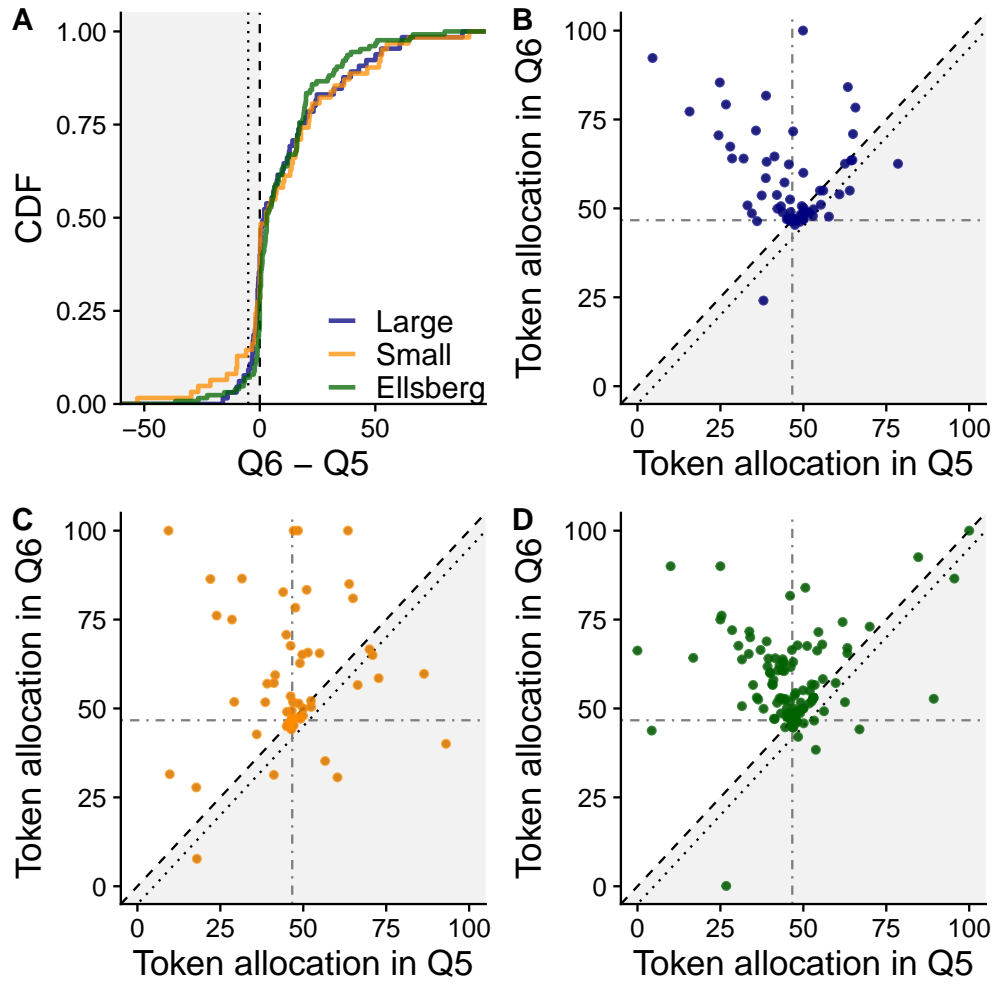 A
CDF
1.00
0.75
0.50
0.25
0.00
Large
Small
Ellsberg
−50
0
50
Q6 − Q5
B
Token allocation in Q6
100
75
50
25
0
0
25
50
75
100
Token allocation in Q5
C
Token allocation in Q6
100
75
50
25
0
0
25
50
75
100
Token allocation in Q5
D
Token allocation in Q6
100
75
50
25
0
0
25
50
75
100
Token allocation in Q5